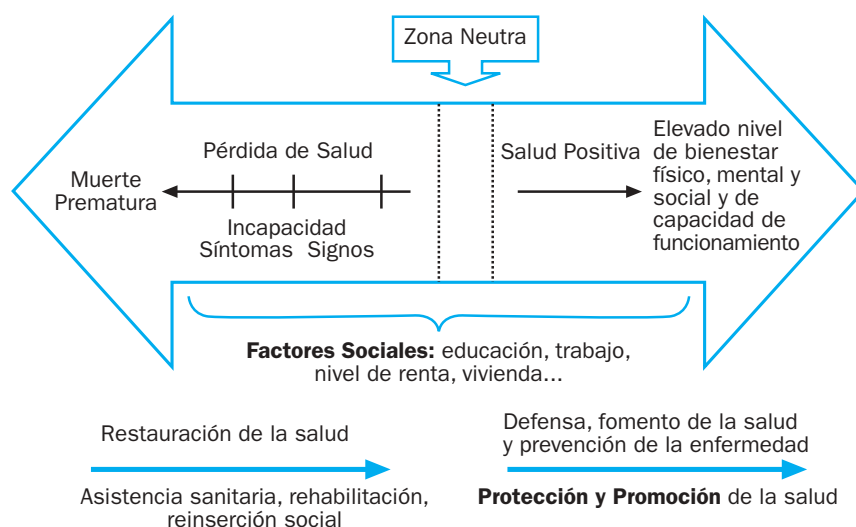 Zona Neutra
Muerte
Prematura
Pérdida de Salud
Incapacidad
Síntomas Signos
Salud Positiva
Elevado nivel
de bienestar
físico, mental y
social y de
capacidad de
funcionamiento
Factores Sociales: educación, trabajo,
nivel de renta, vivienda...
Restauración de la salud
Asistencia sanitaria, rehabilitación,
reinserción social
Defensa, fomento de la salud
y prevención de la enfermedad
Protección y Promoción de la salud